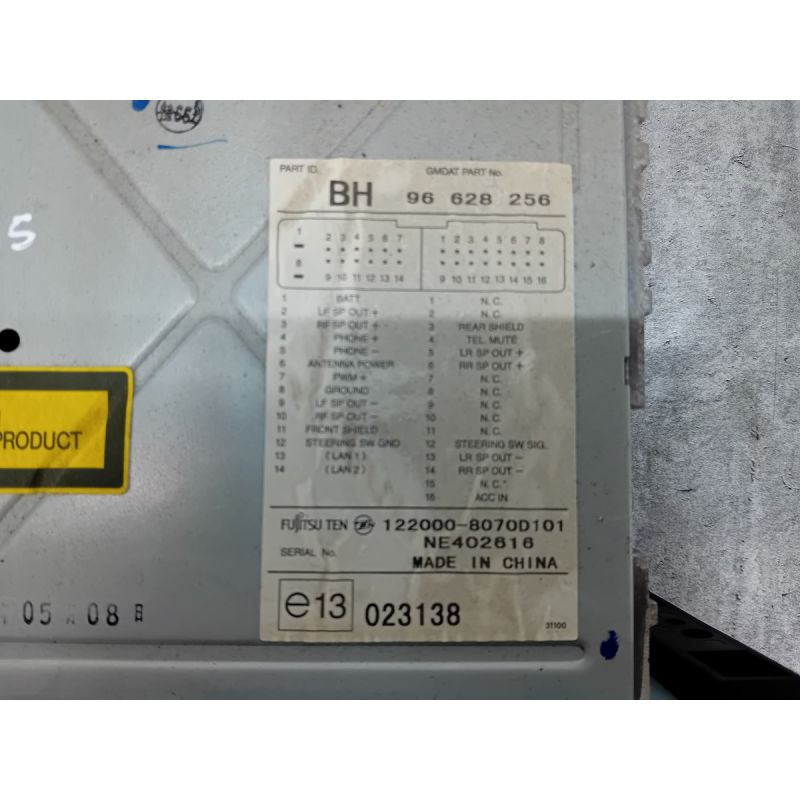 5
PRODUCT
PART ID.
GMDAT PART No.
BH 96 628 256
1 2 3 4 5 6 7
8 9 10 11 12 13 14
1 2 3 4 5 6 7 8
9 10 11 12 13 14 15 16
1 BATT
2 LF SP OUT +
3 RF SP OUT +
4 PHONE +
5 PHONE -
6 ANTENNA POWER
7 PWM +
8 GROUND
9 LF SP OUT -
10 RF SP OUT -
11 FRONT SHIELD
12 STEERING SW GND
13 (LAN 1)
14 (LAN 2)
1 N.C.
2 N.C.
3 REAR SHIELD
4 TEL MUTE
5 LR SP OUT +
6 RR SP OUT +
7 N.C.
8 N.C.
9 N.C.
10 N.C.
11 N.C.
12 STEERING SW SIG.
13 LR SP OUT -
14 RR SP OUT -
15 N.C.
16 ACC IN
FUJITSU TEN 122000-8070D101
SERIAL No. NE402616
MADE IN CHINA
e13 023138
31100
05 月 08 日